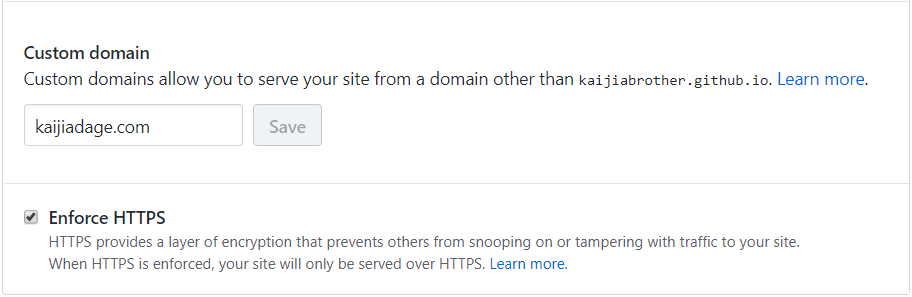 Custom domain
Custom domains allow you to serve your site from a domain other than kaijiabrother.github.io. Learn more.
kaijiadage.com Save
Enforce HTTPS
HTTPS provides a layer of encryption that prevents others from snooping on or tampering with traffic to your site.
When HTTPS is enforced, your site will only be served over HTTPS. Learn more.